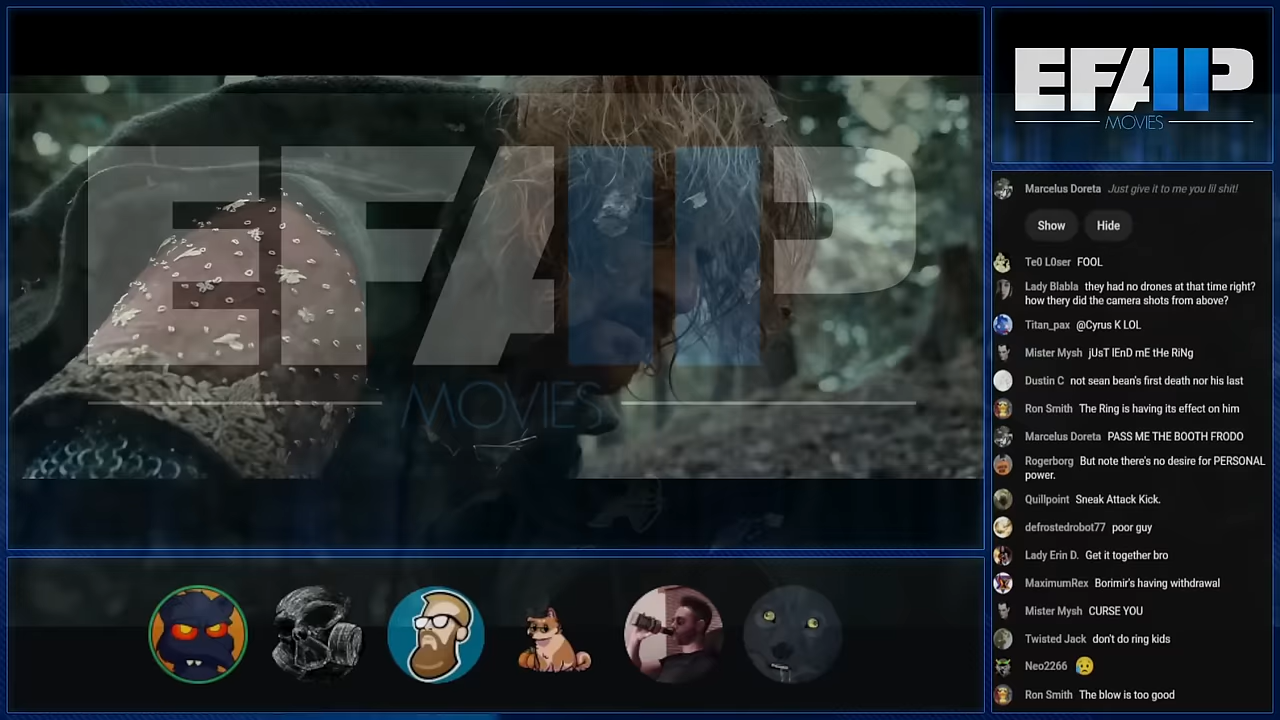 EFAP
MOVIES
EFAP
MOVIES
Marcelus Doreta Just give it to me you lil shit!
Show Hide
Te0 L0ser FOOL
Lady Blabla they had no drones at that time right?
how thery did the camera shots from above?
Titan_pax @Cyrus K LOL
Mister Mysh jUsT lEnD mE tHe RiNg
Dustin C not sean bean's first death nor his last
Ron Smith The Ring is having its effect on him
Marcelus Doreta PASS ME THE BOOTH FRODO
Rogerborg But note there's no desire for PERSONAL
power.
Quillpoint Sneak Attack Kick.
defrostedrobot77 poor guy
Lady Erin D. Get it together bro
MaximumRex Borimir's having withdrawal
Mister Mysh CURSE YOU
Twisted Jack don't do ring kids
Neo2266 😥
Ron Smith The blow is too good